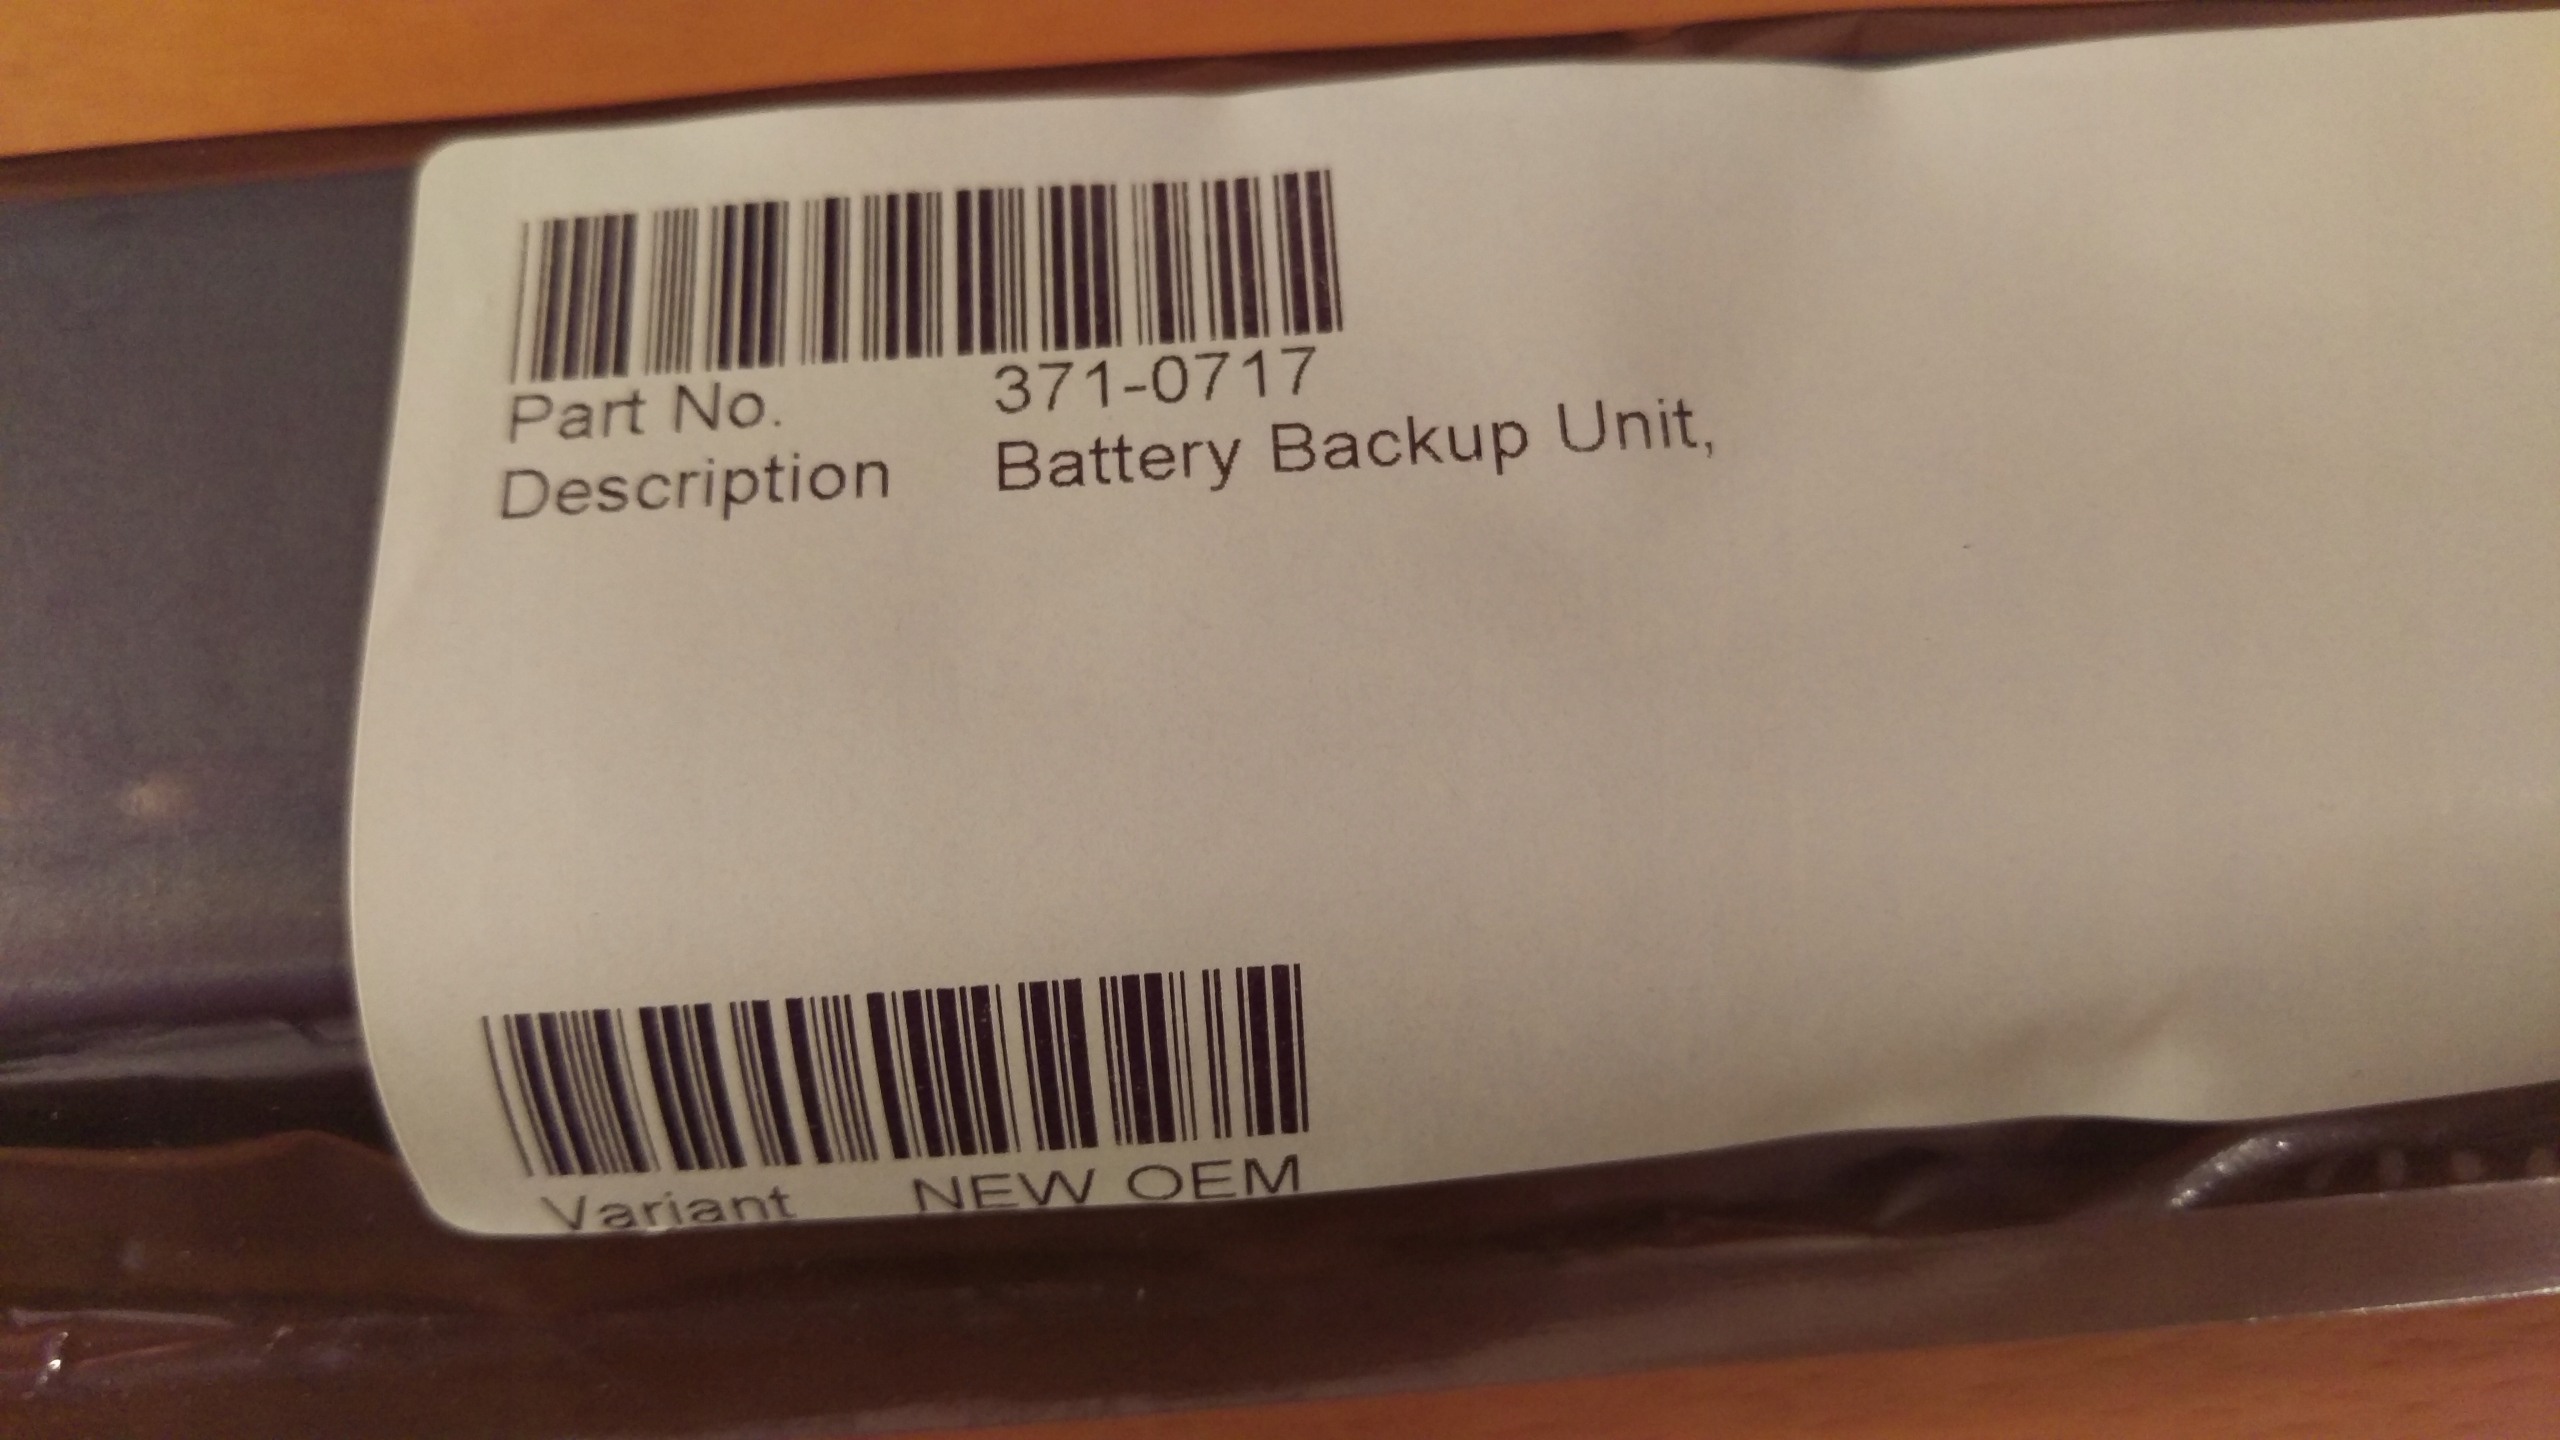 Part No. 371-0717
Description Battery Backup Unit,
Variant NEW OEM